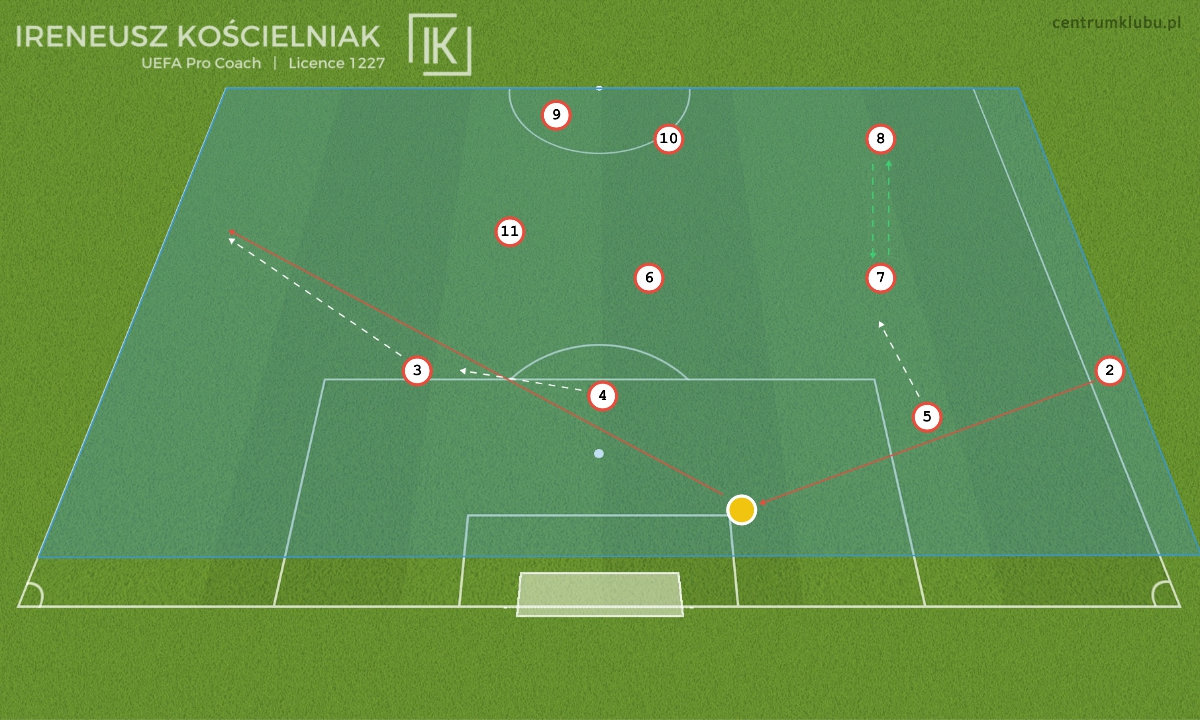 IRENEUSZ KOŚCIELNIAK
UEFA Pro Coach | Licence 1227
IK
centrumklubu.pl
9
10
8
11
6
7
3
4
5
2